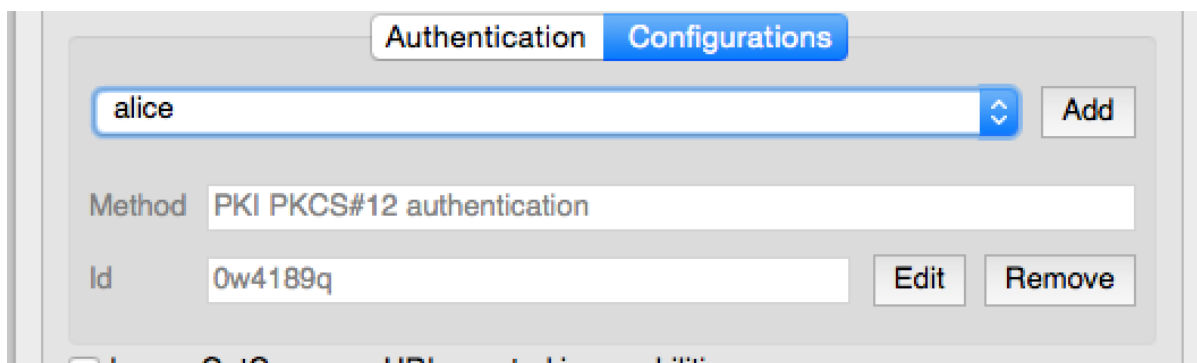 Authentication Configurations
alice Add
Method PKI PKCS#12 authentication
Id 0w4189q Edit Remove